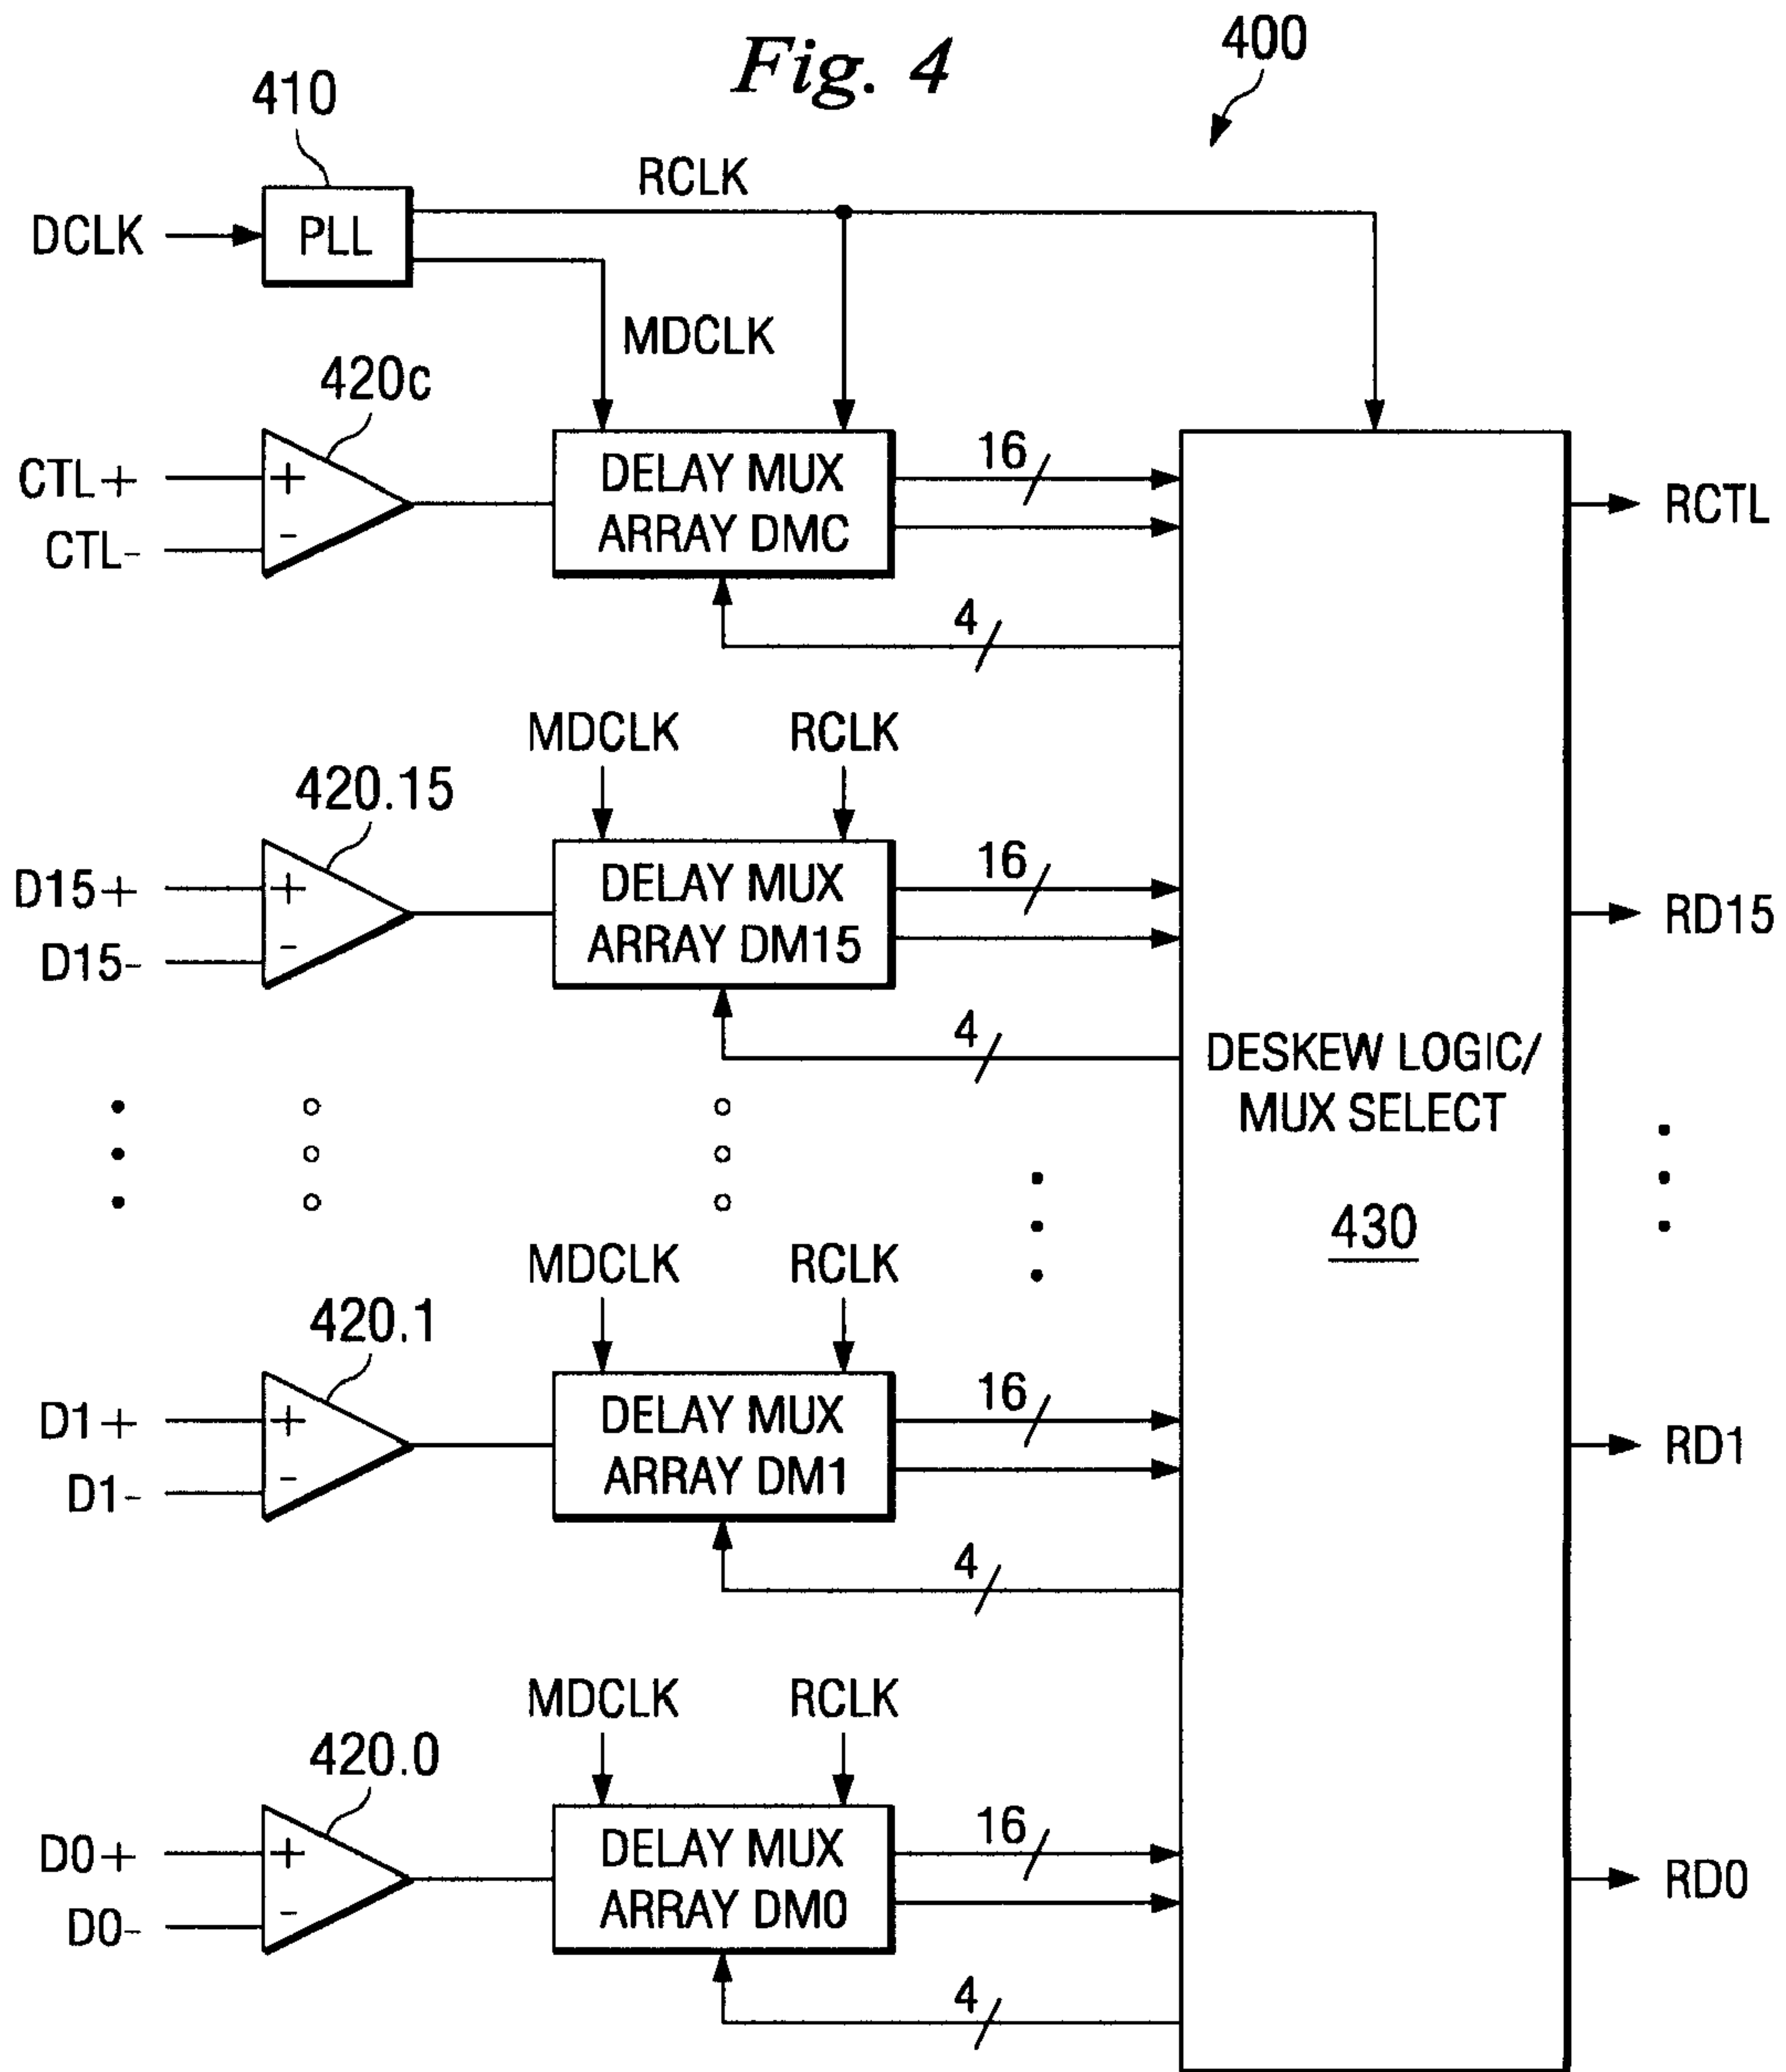 Fig. 4
400
410
RCLK
DCLK
PLL
MDCLK
420c
CTL+
+
CTL-
-
DELAY MUX
ARRAY DMC
16
4
RCTL
MDCLK
RCLK
420.15
D15+
+
D15-
-
DELAY MUX
ARRAY DM15
16
4
RD15
DESKEW LOGIC/
MUX SELECT
430
MDCLK
RCLK
420.1
D1+
+
D1-
-
DELAY MUX
ARRAY DM1
16
4
RD1
MDCLK
RCLK
420.0
D0+
+
D0-
-
DELAY MUX
ARRAY DM0
16
4
RD0